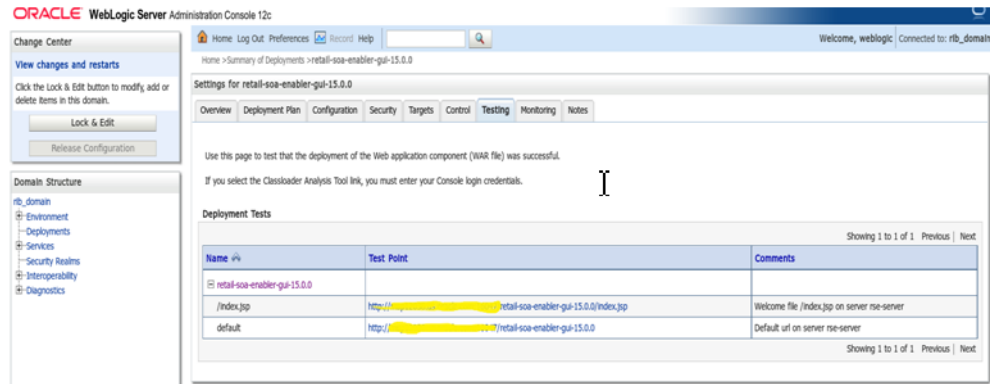 ORACLE WebLogic Server Administration Console 12c
Change Center
View changes and restarts
Click the Lock & Edit button to modify, add or
delete items in this domain.
Lock & Edit
Release Configuration
Domain Structure
rib_domain
Environment
Deployments
Services
Security Realms
Interoperability
Diagnostics
Home Log Out Preferences Record Help
Welcome, weblogic Connected to: rib_domain
Home >Summary of Deployments >retail-soa-enabler-gui-15.0.0
Settings for retail-soa-enabler-gui-15.0.0
Overview Deployment Plan Configuration Security Targets Control Testing Monitoring Notes
Use this page to test that the deployment of the Web application component (WAR file) was successful.
If you select the Classloader Analysis Tool link, you must enter your Console login credentials.
Deployment Tests
Showing 1 to 1 of 1 Previous | Next
Name Test Point Comments
retail-soa-enabler-gui-15.0.0
/index.jsp http:// retail-soa-enabler-gui-15.0.0/index.jsp Welcome file /index.jsp on server rse-server
default http:// 7/retail-soa-enabler-gui-15.0.0 Default url on server rse-server
Showing 1 to 1 of 1 Previous | Next